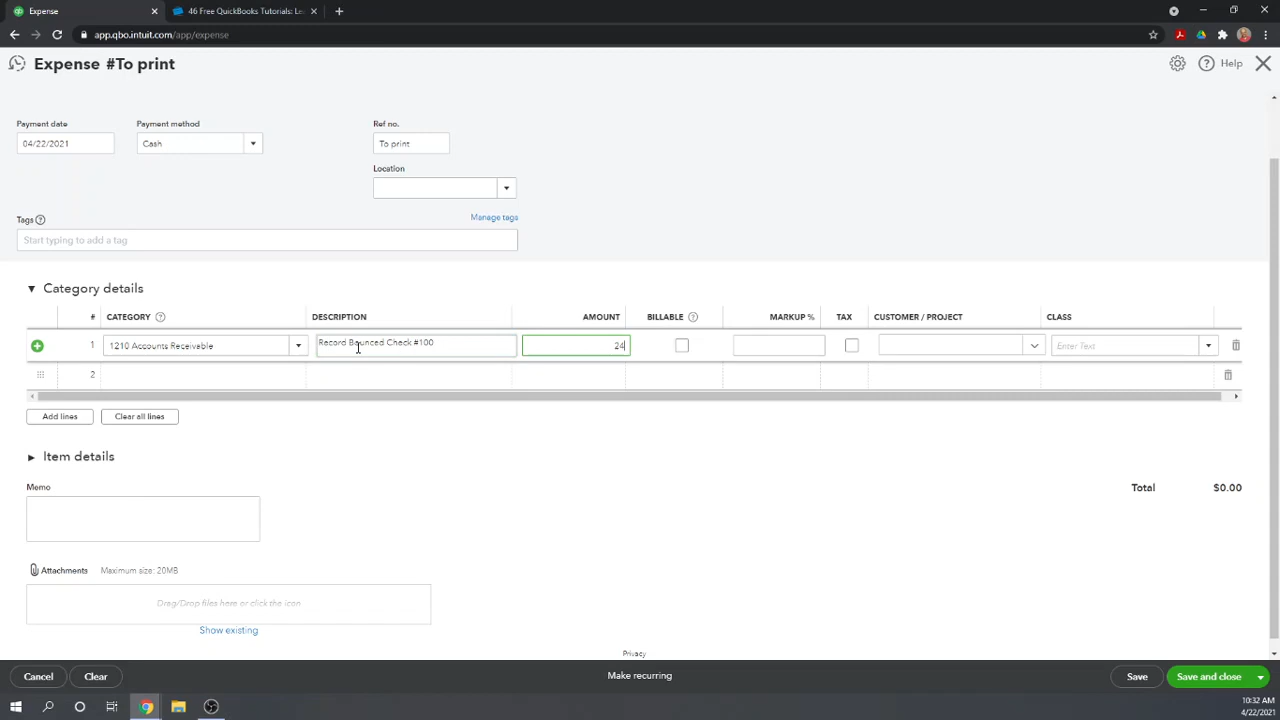 Expense
46 Free QuickBooks Tutorials: Le
app.qbo.intuit.com/app/expense
Expense #To print
Help
Payment date
Payment method
Ref no.
04/22/2021
Cash
To print
Location
Tags
Manage tags
Start typing to add a tag
Category details
# CATEGORY DESCRIPTION AMOUNT BILLABLE MARKUP % TAX CUSTOMER / PROJECT CLASS
1 1210 Accounts Receivable Record Bounced Check #100 24 Enter Text
2
Add lines
Clear all lines
Item details
Memo
Total $0.00
Attachments Maximum size: 20MB
Drag/Drop files here or click the icon
Show existing
Privacy
Cancel
Clear
Make recurring
Save
Save and close
10:32 AM
4/22/2021